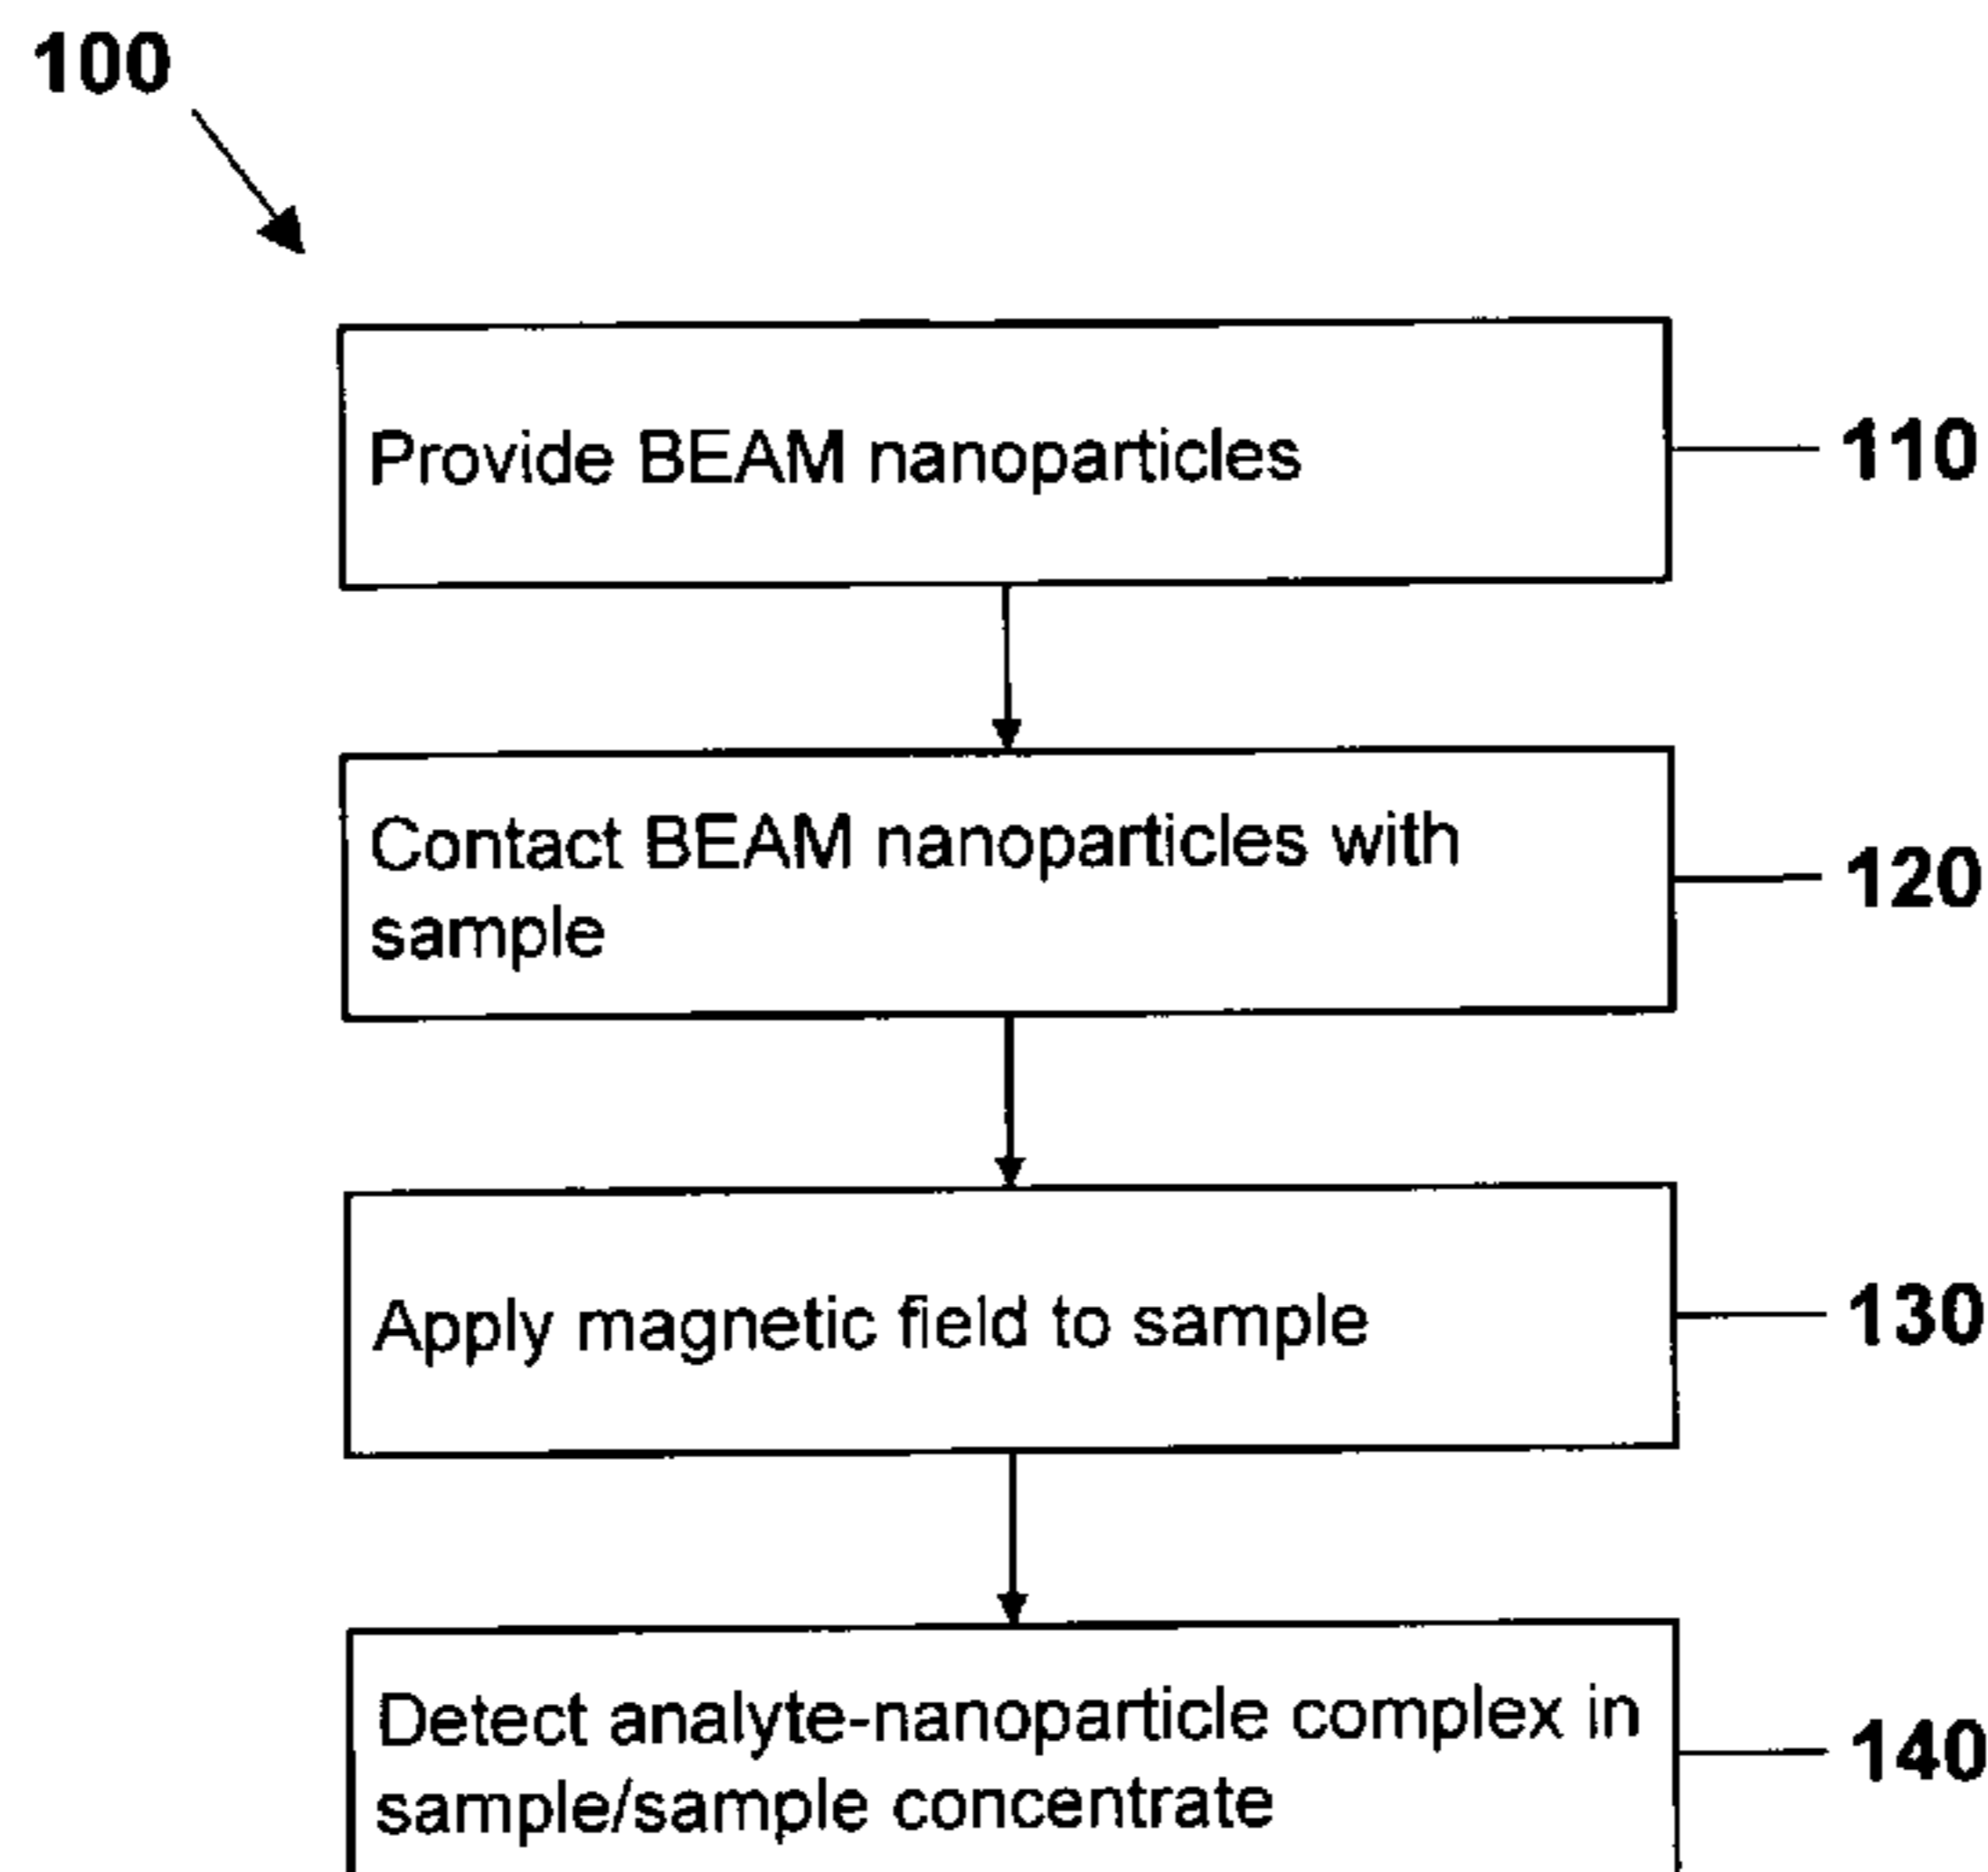 100
Provide BEAM nanoparticles
110
Contact BEAM nanoparticles with
sample
120
Apply magnetic field to sample
130
Detect analyte-nanoparticle complex in
sample/sample concentrate
140